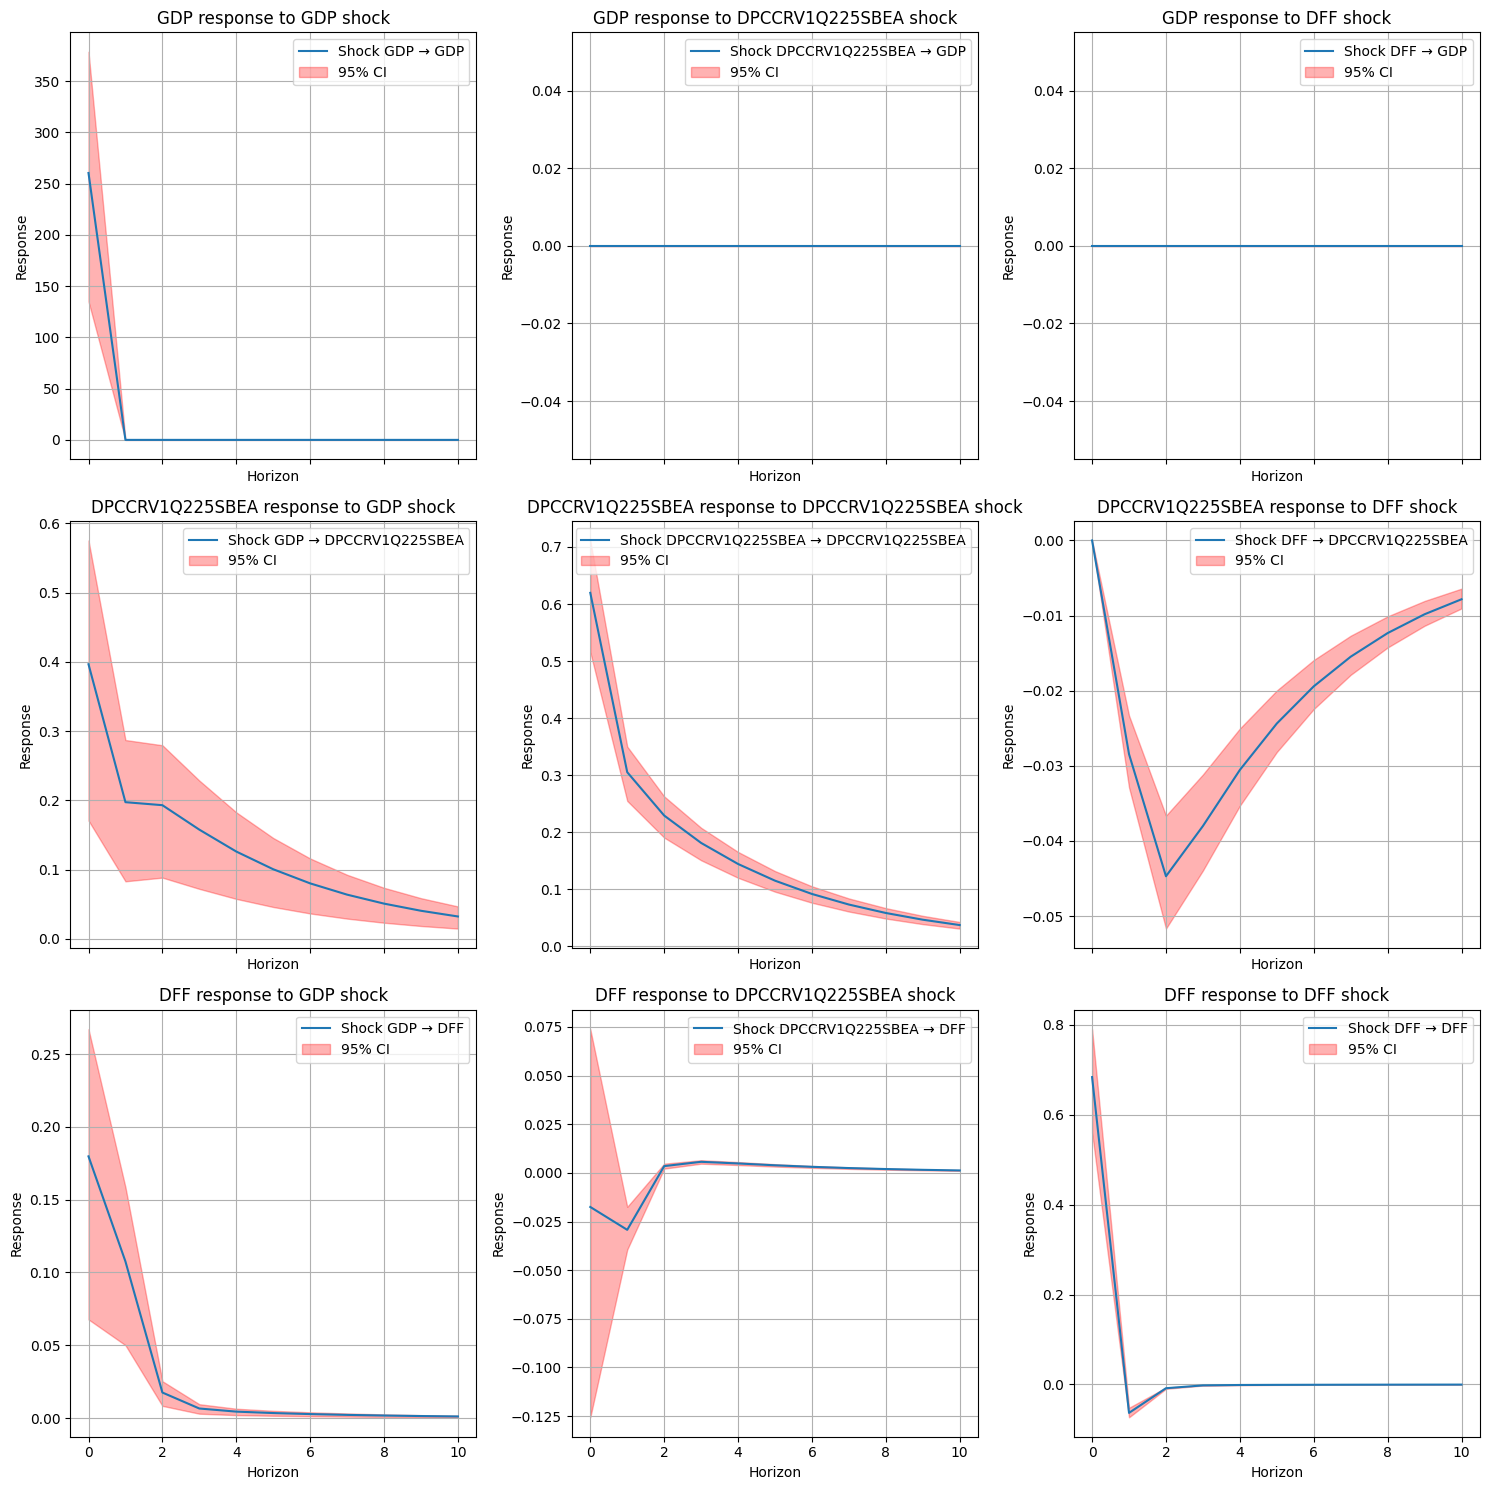 GDP response to GDP shock
Shock GDP → GDP
95% CI
350
300
250
200
150
100
50
0
Response
Horizon
GDP response to DPCCRV1Q225SBEA shock
Shock DPCCRV1Q225SBEA → GDP
95% CI
0.04
0.02
0.00
−0.02
−0.04
Response
Horizon
GDP response to DFF shock
Shock DFF → GDP
95% CI
0.04
0.02
0.00
−0.02
−0.04
Response
Horizon
DPCCRV1Q225SBEA response to GDP shock
Shock GDP → DPCCRV1Q225SBEA
95% CI
0.6
0.5
0.4
0.3
0.2
0.1
0.0
Response
Horizon
DPCCRV1Q225SBEA response to DPCCRV1Q225SBEA shock
Shock DPCCRV1Q225SBEA → DPCCRV1Q225SBEA
95% CI
0.7
0.6
0.5
0.4
0.3
0.2
0.1
0.0
Response
Horizon
DPCCRV1Q225SBEA response to DFF shock
Shock DFF → DPCCRV1Q225SBEA
95% CI
0.00
−0.01
−0.02
−0.03
−0.04
−0.05
Response
Horizon
DFF response to GDP shock
Shock GDP → DFF
95% CI
0.25
0.20
0.15
0.10
0.05
0.00
Response
0 2 4 6 8 10
Horizon
DFF response to DPCCRV1Q225SBEA shock
Shock DPCCRV1Q225SBEA → DFF
95% CI
0.075
0.050
0.025
0.000
−0.025
−0.050
−0.075
−0.100
−0.125
Response
0 2 4 6 8 10
Horizon
DFF response to DFF shock
Shock DFF → DFF
95% CI
0.8
0.6
0.4
0.2
0.0
Response
0 2 4 6 8 10
Horizon